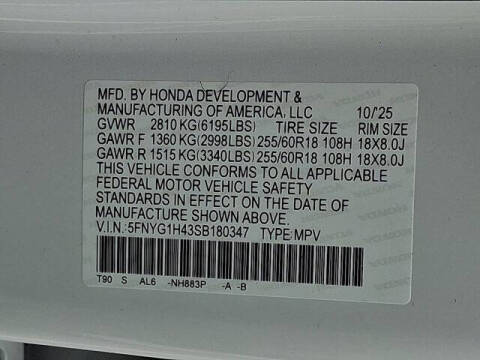 MFD. BY HONDA DEVELOPMENT &
MANUFACTURING OF AMERICA, LLC 10/'25
GVWR 2810 KG(6195LBS) TIRE SIZE RIM SIZE
GAWR F 1360 KG(2998LBS) 255/60R18 108H 18X8.0J
GAWR R 1515 KG(3340LBS) 255/60R18 108H 18X8.0J
THIS VEHICLE CONFORMS TO ALL APPLICABLE
FEDERAL MOTOR VEHICLE SAFETY
STANDARDS IN EFFECT ON THE DATE OF
MANUFACTURE SHOWN ABOVE.
V.I.N.:5FNYG1H43SB180347 TYPE:MPV
T90 S AL6 -NH883P -A -B